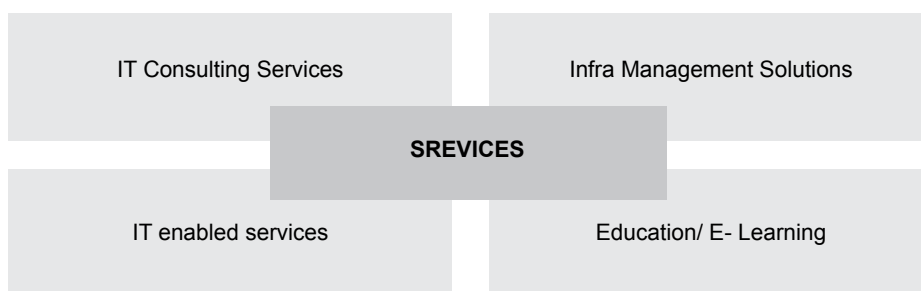 IT Consulting Services
Infra Management Solutions
SREVICES
IT enabled services
Education/ E- Learning